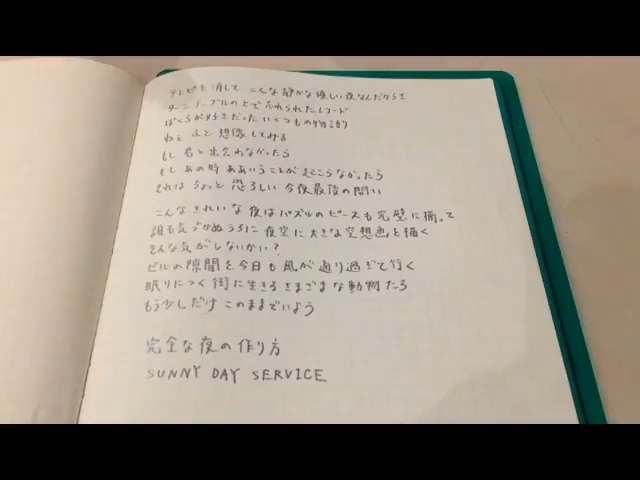 テレビを消して こんな静かな優しい夜なんだからさ
ターンテーブルの上で忘れられたレコード
ぼくらが好きだったいくつもの物語り
ねえ ふと想像してみる
もし君と出会わなかったら
もしあの時ああいうことが起こらなかったら
それはちょっと恐ろしい 今夜最後の問い
こんなきれいな夜はパズルのピースも完璧に揃って
誰も気づかぬうちに夜空に大きな空想画を描く
そんな気がしないかい？
ビルの隙間を今日も風が通り過ぎて行く
眠りにつく街に生きるさまざまな動物たち
もう少しだけこのままでいよう
完全な夜の作り方
SUNNY DAY SERVICE